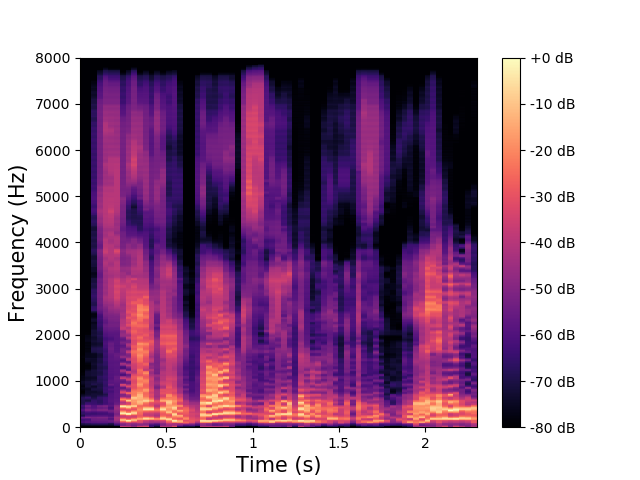 8000
7000
6000
5000
4000
3000
2000
1000
0
Frequency (Hz)
0
0.5
1
1.5
2
Time (s)
+0 dB
-10 dB
-20 dB
-30 dB
-40 dB
-50 dB
-60 dB
-70 dB
-80 dB